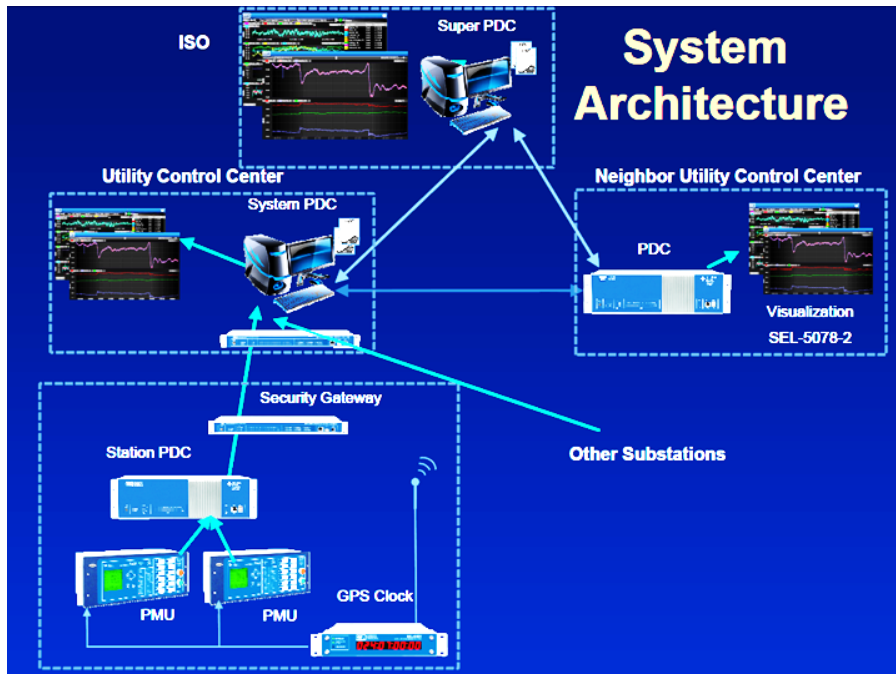 ISO
Super PDC
System
Architecture
Utility Control Center
System PDC
Neighbor Utility Control Center
PDC
Visualization
SEL-5078-2
Security Gateway
Station PDC
Other Substations
PMU
PMU
GPS Clock